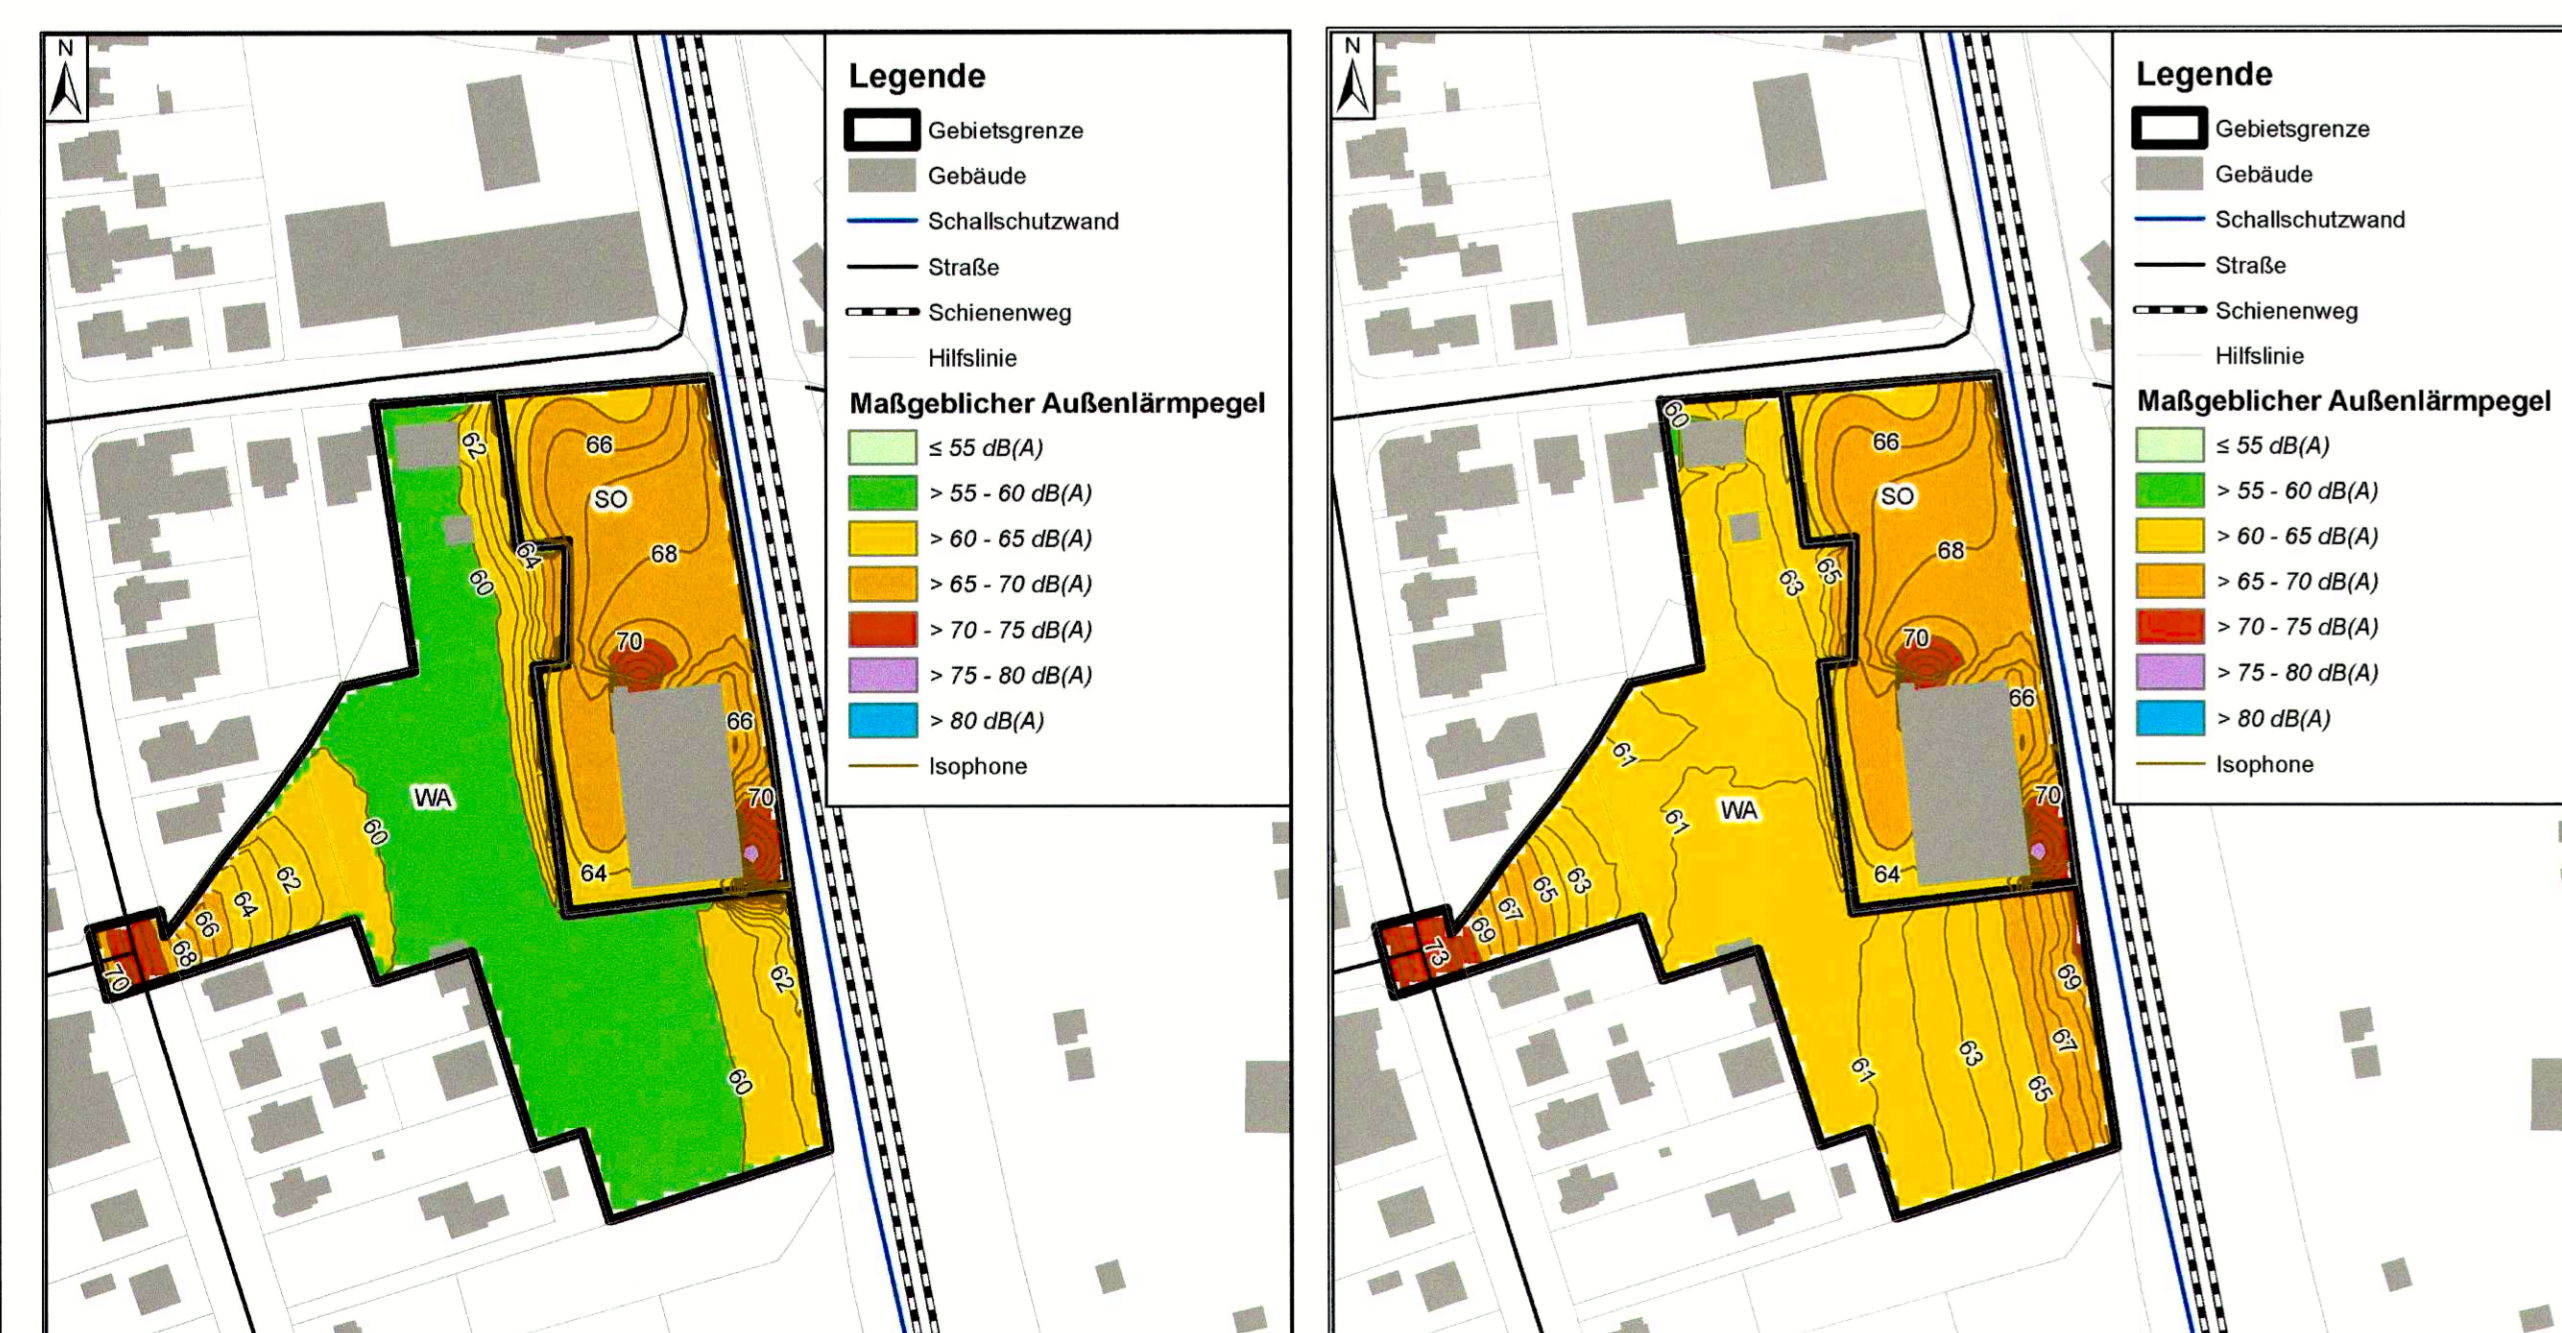 N
Legende
Gebietsgrenze
Gebäude
Schallschutzwand
Straße
Schienenweg
Hilfslinie
Maßgeblicher Außenlärmpegel
≤ 55 dB(A)
> 55 - 60 dB(A)
> 60 - 65 dB(A)
> 65 - 70 dB(A)
> 70 - 75 dB(A)
> 75 - 80 dB(A)
> 80 dB(A)
Isophone
62
66
SO
64
68
60
70
66
WA
70
60
64
62
64
66
68
70
62
60
N
Legende
Gebietsgrenze
Gebäude
Schallschutzwand
Straße
Schienenweg
Hilfslinie
Maßgeblicher Außenlärmpegel
≤ 55 dB(A)
> 55 - 60 dB(A)
> 60 - 65 dB(A)
> 65 - 70 dB(A)
> 70 - 75 dB(A)
> 75 - 80 dB(A)
> 80 dB(A)
Isophone
60
66
SO
68
65
63
70
66
61
70
WA
61
64
63
65
67
69
73
69
67
63
61
65